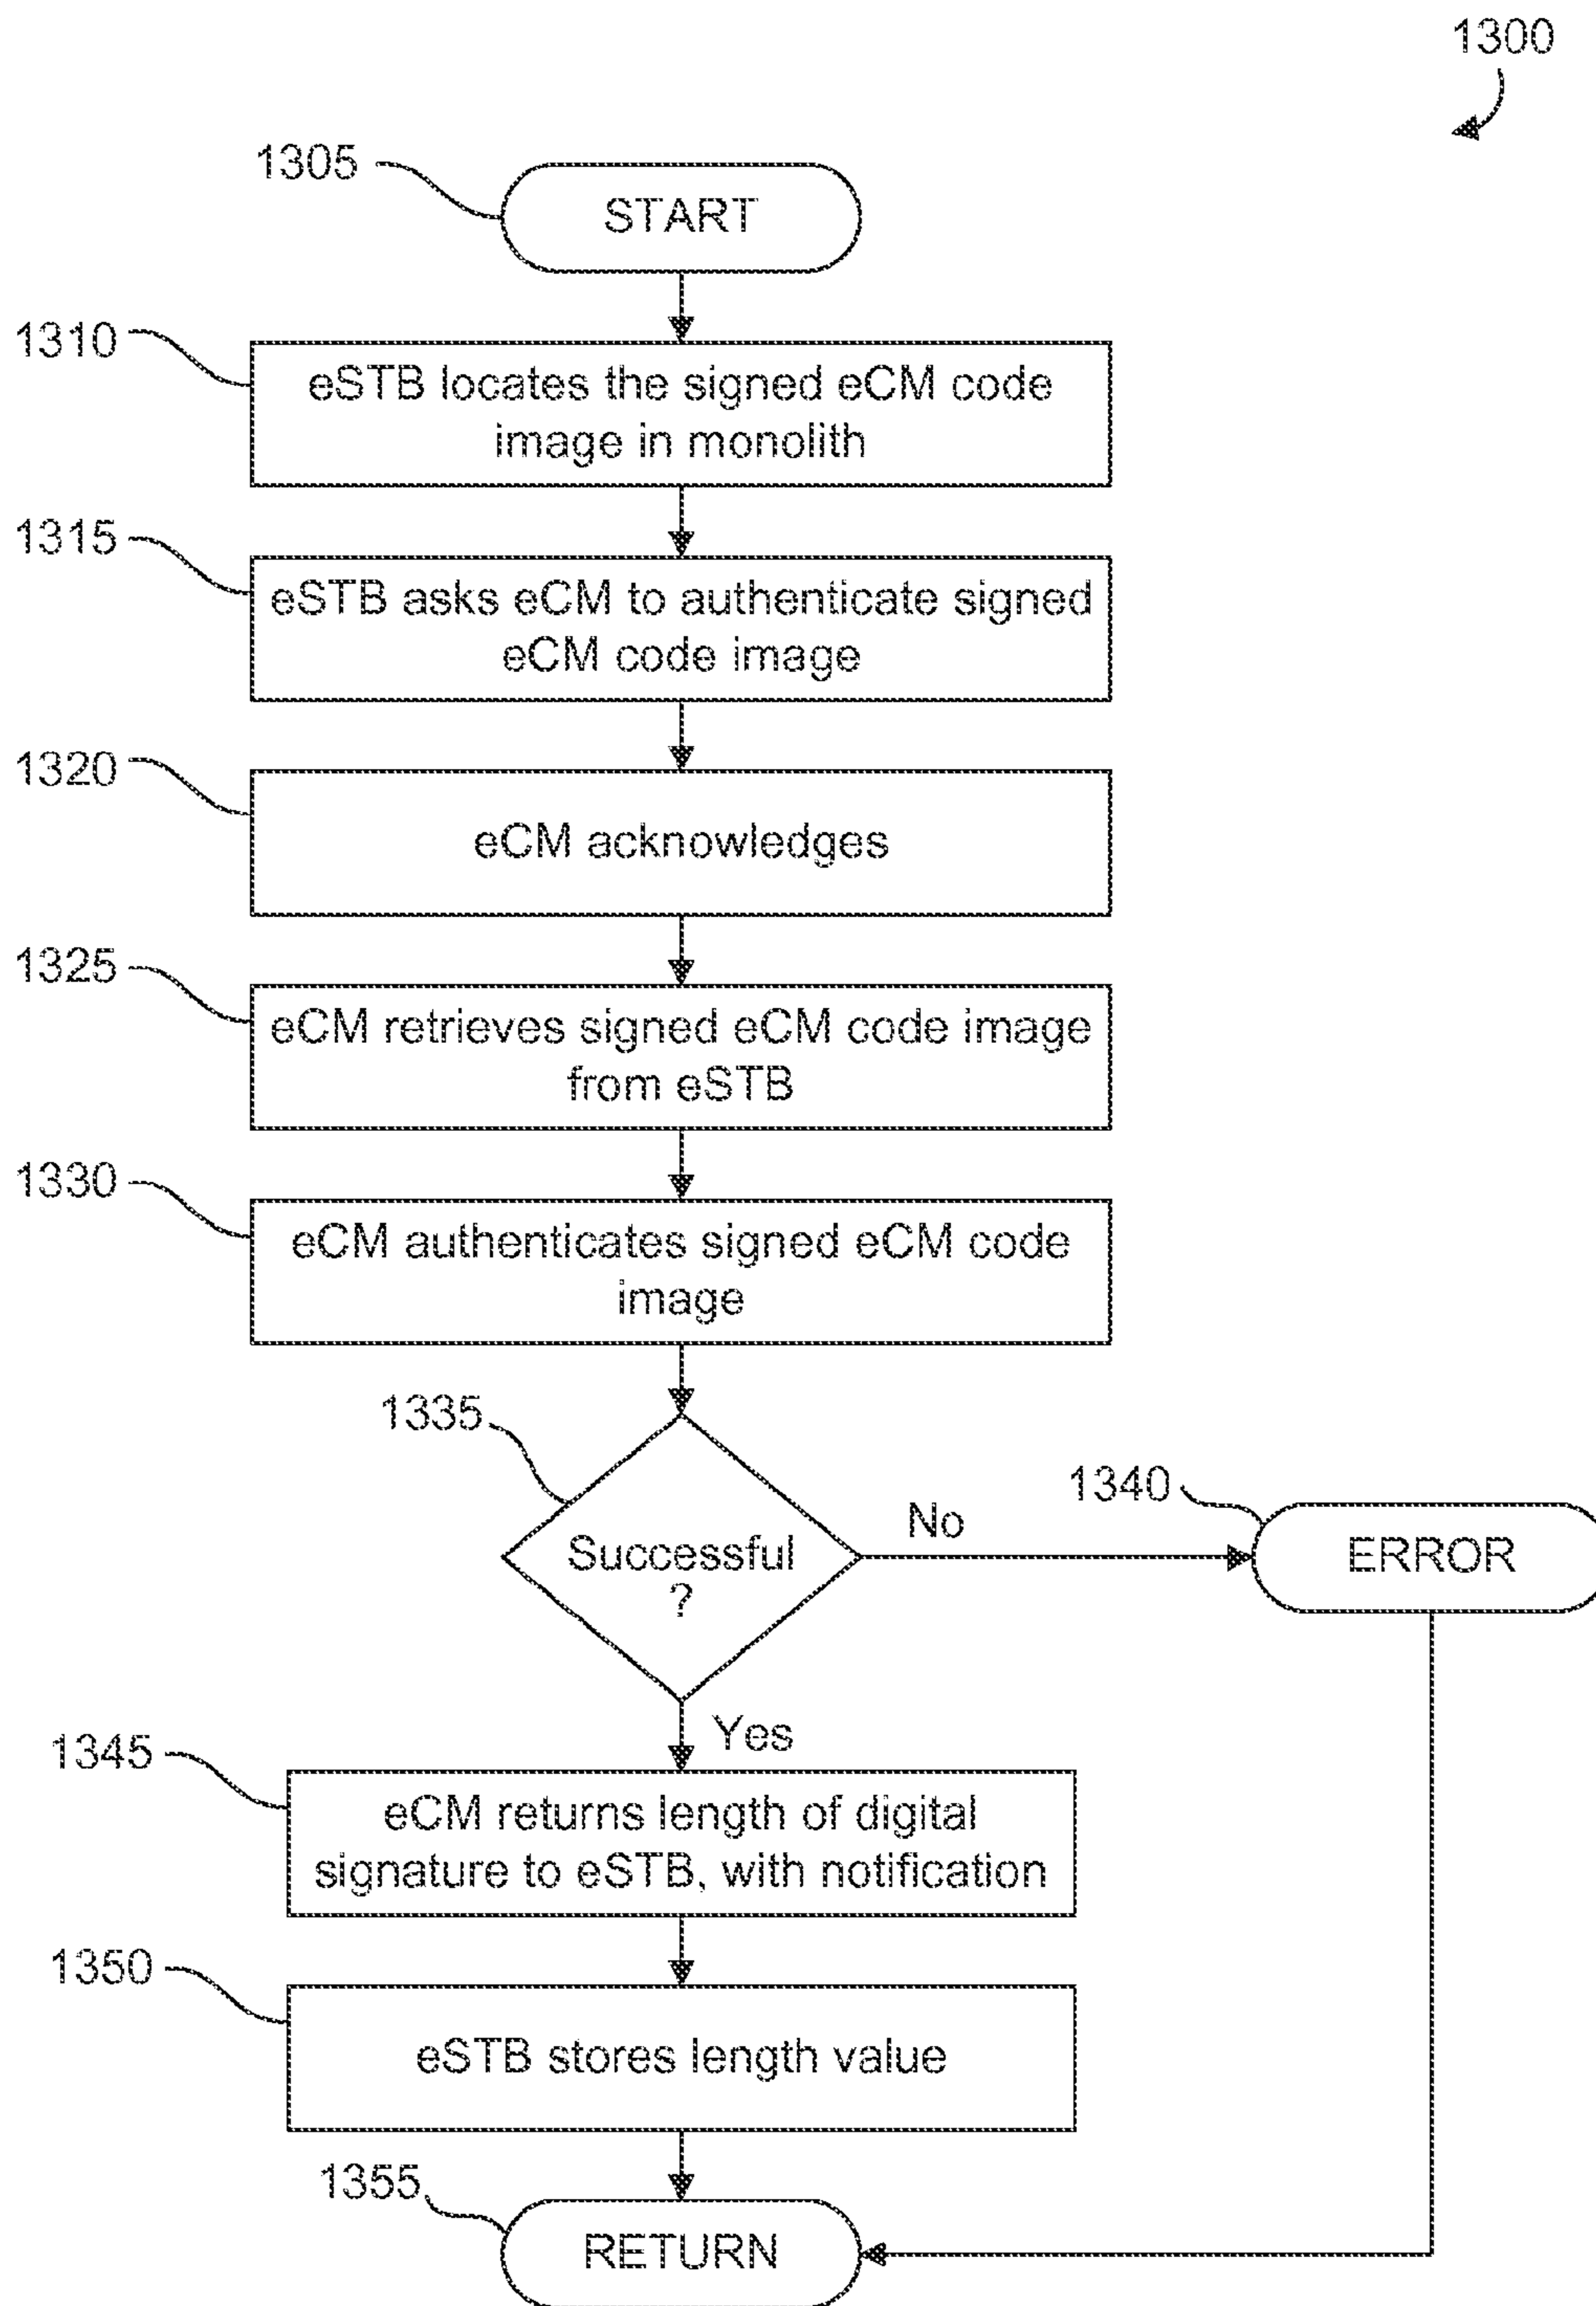 1300
1305
START
1310
eSTB locates the signed eCM code
image in monolith
1315
eSTB asks eCM to authenticate signed
eCM code image
1320
eCM acknowledges
1325
eCM retrieves signed eCM code image
from eSTB
1330
eCM authenticates signed eCM code
image
1335
Successful
?
No
1340
ERROR
Yes
1345
eCM returns length of digital
signature to eSTB, with notification
1350
eSTB stores length value
1355
RETURN